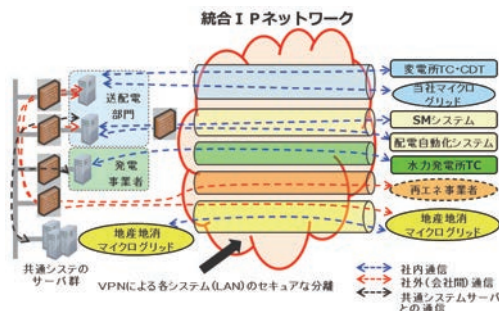 統合ＩＰネットワーク
送配電
部門
発電
事業者
変電所TC・CDT
当社マイクロ
グリッド
SMシステム
配電自動化システム
水力発電所TC
再エネ事業者
地産地消
マイクログリッド
地産地消
マイクログリッド
共通システの
サーバ群
VPNによる各システム(LAN)のセキュアな分離
社内通信
社外(会社間)通信
共通システムサーバ
との通信